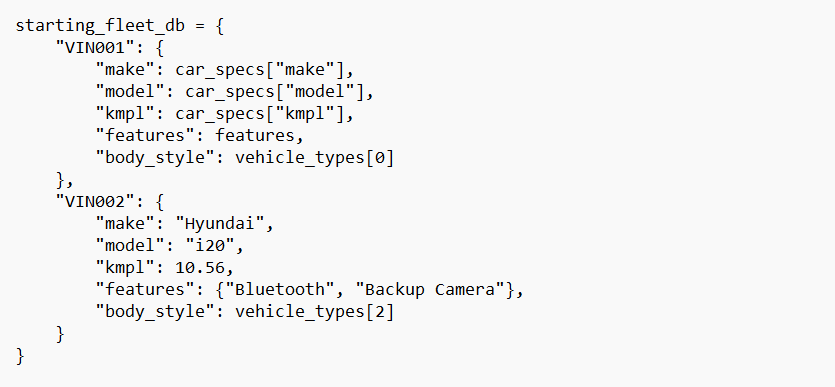 starting_fleet_db = {
    "VIN001": {
        "make": car_specs["make"],
        "model": car_specs["model"],
        "kmpl": car_specs["kmpl"],
        "features": features,
        "body_style": vehicle_types[0]
    },
    "VIN002": {
        "make": "Hyundai",
        "model": "i20",
        "kmpl": 10.56,
        "features": {"Bluetooth", "Backup Camera"},
        "body_style": vehicle_types[2]
    }
}